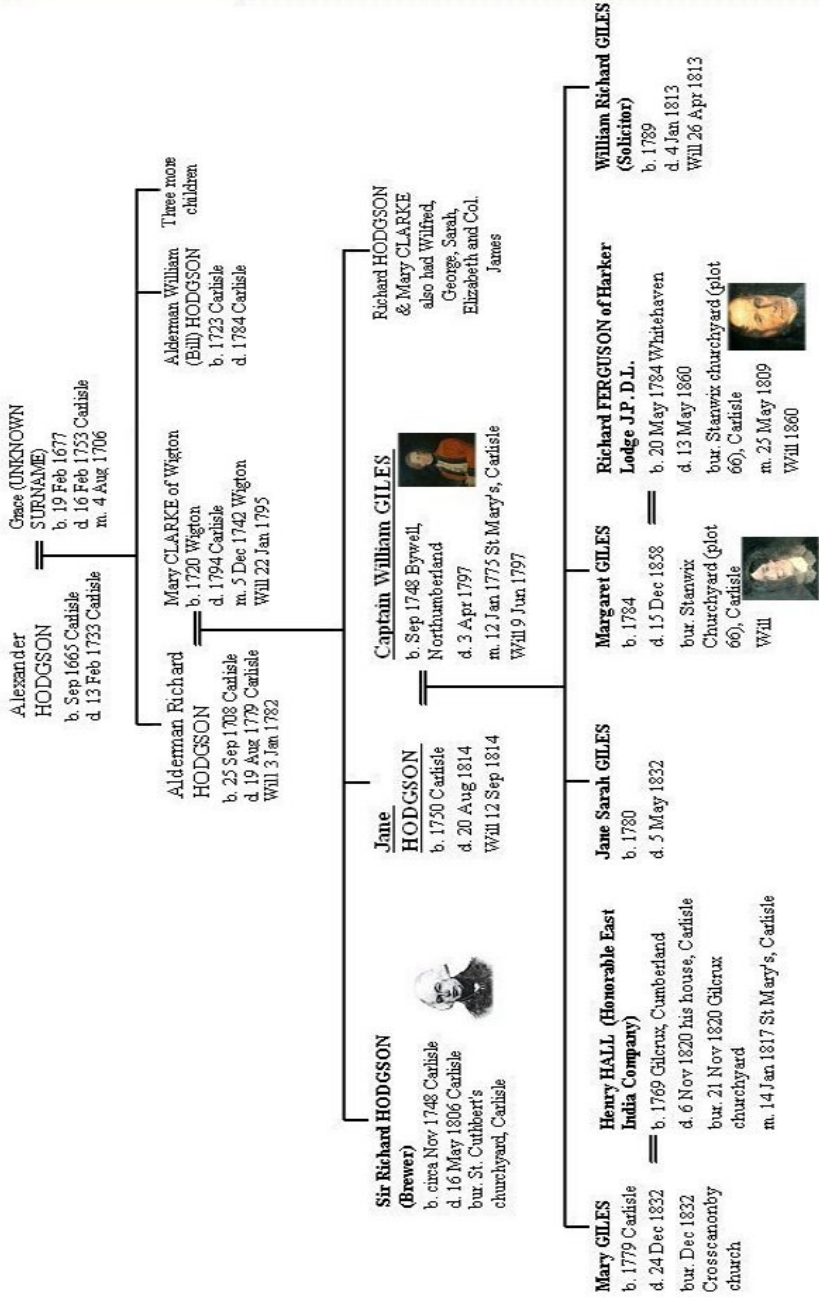 Alexander
HODGSON
b. Sep 1665 Carlisle
d. 13 Feb 1733 Carlisle
Grace (UNKNOWN
SURNAME)
b. 19 Feb 1677
d. 16 Feb 1753 Carlisle
m. 4 Aug 1706
Alderman Richard
HODGSON
b. 25 Sep 1708 Carlisle
d. 19 Aug 1779 Carlisle
Will 3 Jan 1782
Mary CLARKE of Wigton
b. 1720 Wigton
d. 1794 Carlisle
m. 5 Dec 1742 Wigton
Will 22 Jan 1795
Alderman William
(Bill) HODGSON
b. 1723 Carlisle
d. 1784 Carlisle
Three more
children
Sir Richard HODGSON
(Brewer)
b. circa Nov 1748 Carlisle
d. 16 May 1806 Carlisle
bur. St. Cuthbert's
churchyard, Carlisle
Jane
HODGSON
b. 1750 Carlisle
d. 20 Aug 1814
Will 12 Sep 1814
Captain William GILES
b. Sep 1748 Bywell,
Northumberland
d. 3 Apr 1797
m. 12 Jan 1775 St Mary's, Carlisle
Will 9 Jun 1797
Richard HODGSON
& Mary CLARKE
also had Wilfred,
George, Sarah,
Elizabeth and Col.
James
Mary GILES
b. 1779 Carlisle
d. 24 Dec 1832
bur. Dec 1832
Crosscanonby
church
Henry HALL (Honorable East
India Company)
b. 1769 Gilcrux, Cumberland
d. 6 Nov 1820 his house, Carlisle
bur. 21 Nov 1820 Gilcrux
churchyard
m. 14 Jan 1817 St Mary's, Carlisle
Jane Sarah GILES
b. 1780
d. 5 May 1832
Margaret GILES
b. 1784
d. 15 Dec 1858
bur. Stanwix
Churchyard (plot
66), Carlisle
Will
Richard FERGUSON of Harker
Lodge J.P. D.L.
b. 20 May 1784 Whitehaven
d. 13 May 1860
bur. Stanwix churchyard (plot
66), Carlisle
m. 25 May 1809
Will 1860
William Richard GILES
(Solicitor)
b. 1789
d. 4 Jan 1813
Will 26 Apr 1813